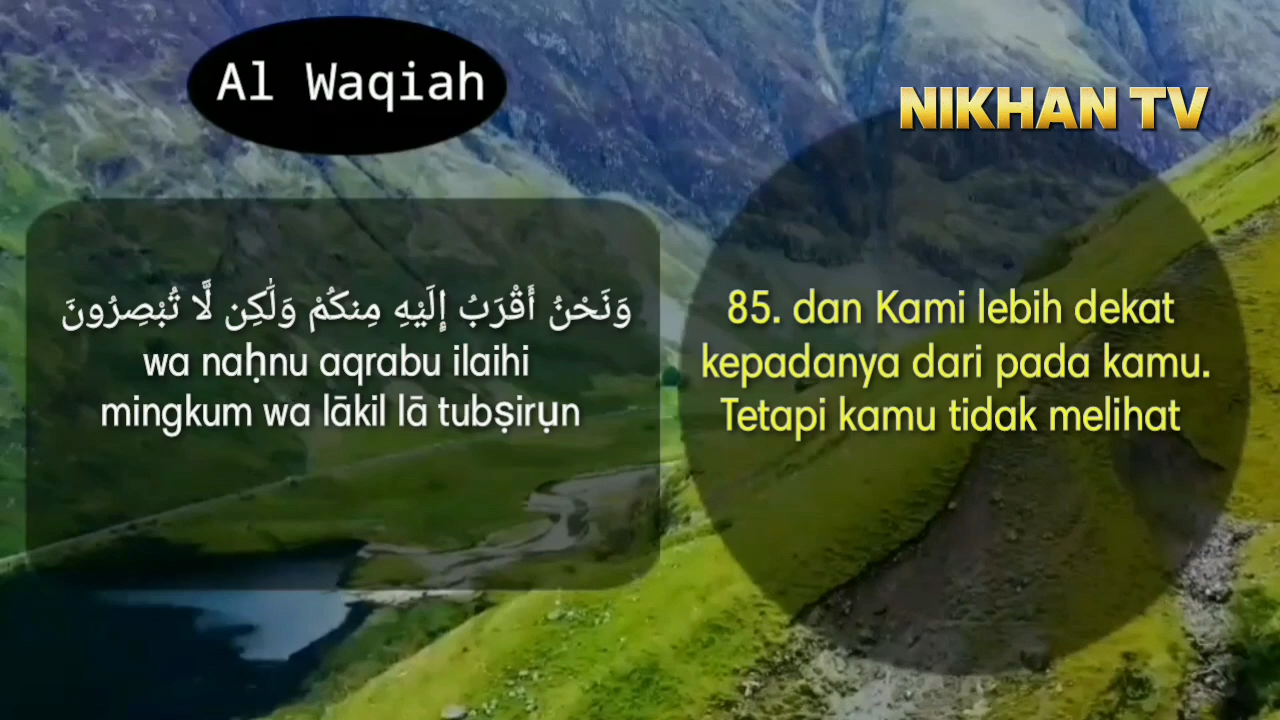 Al Waqiah
NIKHAN TV
وَنَحْنُ أَقْرَبُ إِلَيْهِ مِنكُمْ وَلَٰكِن لَّا تُبْصِرُونَ
wa naḥnu aqrabu ilaihi
mingkum wa lākil lā tubṣirụn
85. dan Kami lebih dekat
kepadanya dari pada kamu.
Tetapi kamu tidak melihat